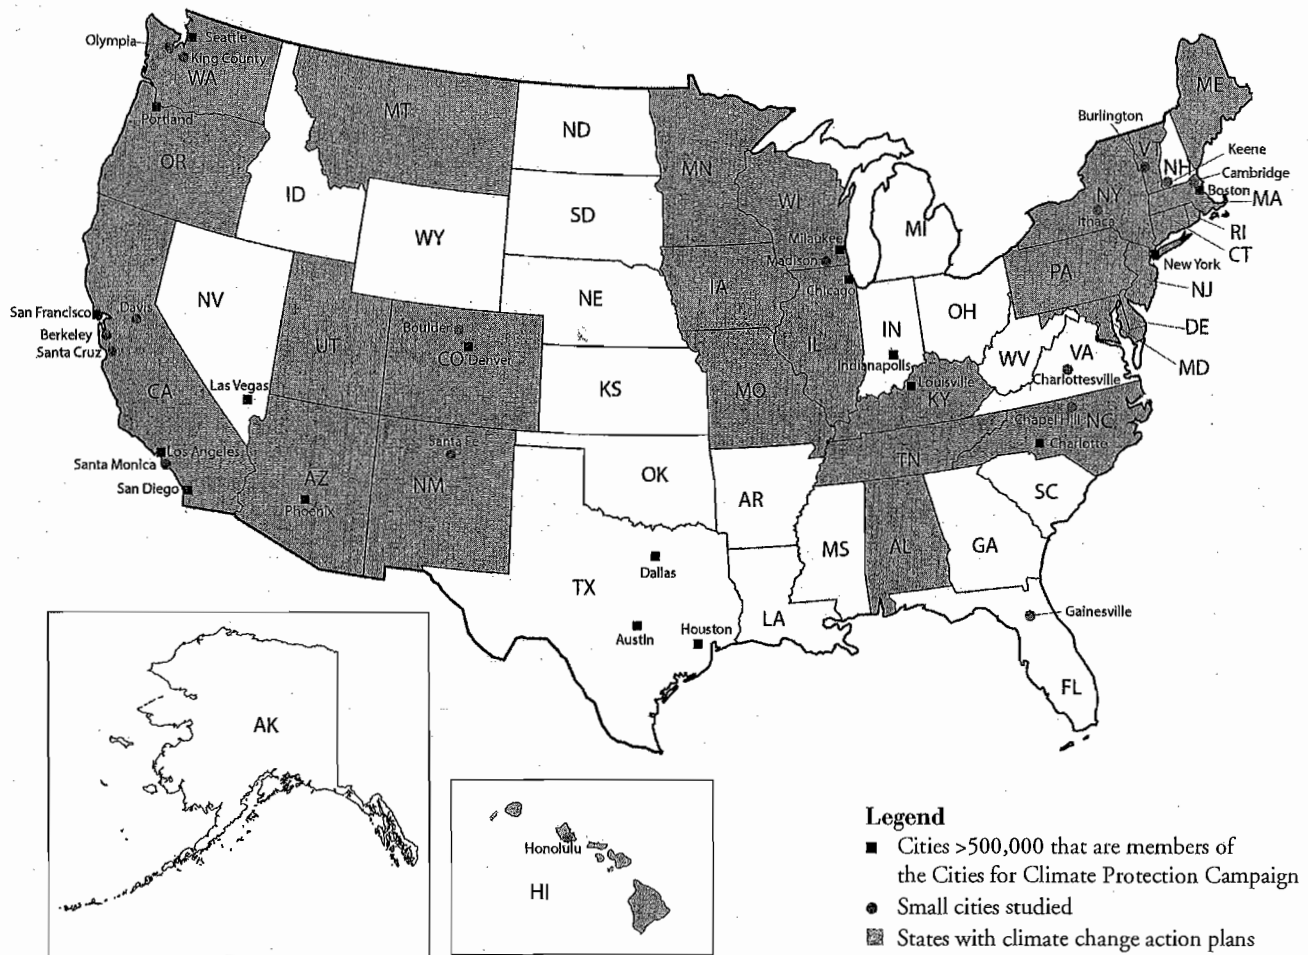 Olympia
Seattle
King County
WA
Portland
OR
MT
ID
WY
ND
SD
NE
KS
OK
TX
MN
WI
IA
Milaukee
Madison
Chicago
IL
MO
MI
IN
Indianapolis
OH
Louisville
KY
WV
VA
Charlottesville
Chapel Hill
NC
Charlotte
TN
AR
MS
AL
GA
SC
LA
FL
Gainesville
Burlington
V
NH
Keene
Cambridge
Boston
MA
ME
NY
Ithaca
RI
CT
New York
PA
NJ
DE
MD
NV
Las Vegas
UT
Boulder
CO
Denver
San Francisco
Davis
Berkeley
Santa Cruz
CA
Los Angeles
Santa Monica
San Diego
AZ
Phoenix
Santa Fe
NM
Dallas
Austin
Houston
AK
Honolulu
HI
Legend
Cities >500,000 that are members of
the Cities for Climate Protection Campaign
Small cities studied
States with climate change action plans